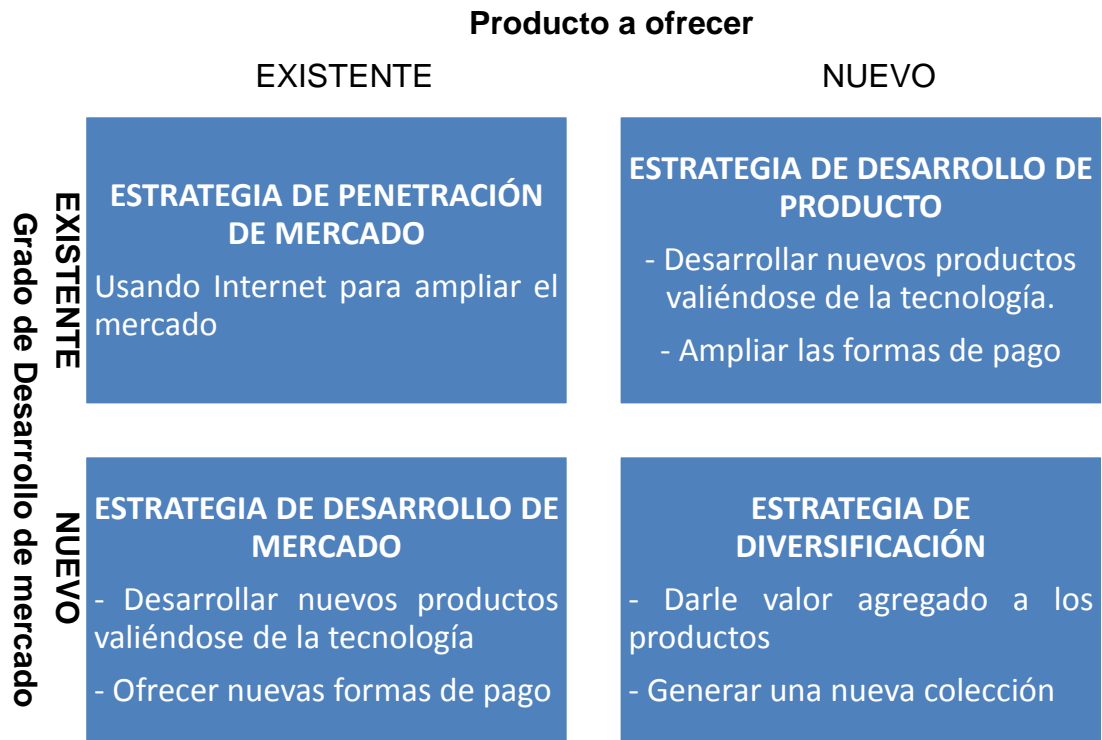 Producto a ofrecer
EXISTENTE
NUEVO
Grado de Desarrollo de mercado
EXISTENTE
ESTRATEGIA DE PENETRACIÓN
DE MERCADO
Usando Internet para ampliar el
mercado
ESTRATEGIA DE DESARROLLO DE
PRODUCTO
- Desarrollar nuevos productos
valiéndose de la tecnología.
- Ampliar las formas de pago
NUEVO
ESTRATEGIA DE DESARROLLO DE
MERCADO
- Desarrollar nuevos productos
valiéndose de la tecnología
- Ofrecer nuevas formas de pago
ESTRATEGIA DE
DIVERSIFICACIÓN
- Darle valor agregado a los
productos
- Generar una nueva colección